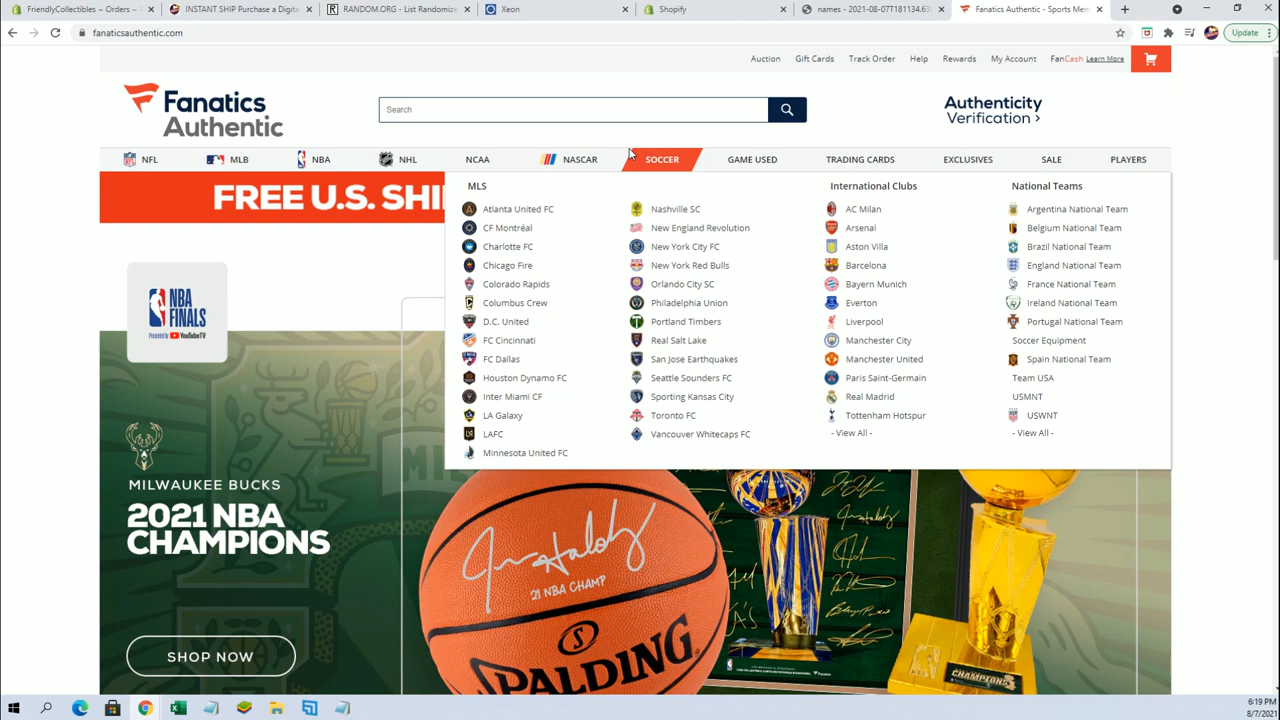 FriendlyCollectibles ~ Orders ~
INSTANT SHIP Purchase a Digita
RANDOM.ORG - List Randomize
Xeon
Shopify
names - 2021-08-07T181134.63
Fanatics Authentic - Sports Mem
fanaticsauthentic.com
Update
Auction
Gift Cards
Track Order
Help
Rewards
My Account
FanCash Learn More
Fanatics
Authentic
Search
Authenticity
Verification >
NFL
MLB
NBA
NHL
NCAA
NASCAR
SOCCER
GAME USED
TRADING CARDS
EXCLUSIVES
SALE
PLAYERS
FREE U.S. SHI
MLS
Atlanta United FC
CF Montréal
Charlotte FC
Chicago Fire
Colorado Rapids
Columbus Crew
D.C. United
FC Cincinnati
FC Dallas
Houston Dynamo FC
Inter Miami CF
LA Galaxy
LAFC
Minnesota United FC
Nashville SC
New England Revolution
New York City FC
New York Red Bulls
Orlando City SC
Philadelphia Union
Portland Timbers
Real Salt Lake
San Jose Earthquakes
Seattle Sounders FC
Sporting Kansas City
Toronto FC
Vancouver Whitecaps FC
International Clubs
AC Milan
Arsenal
Aston Villa
Barcelona
Bayern Munich
Everton
Liverpool
Manchester City
Manchester United
Paris Saint-Germain
Real Madrid
Tottenham Hotspur
- View All -
National Teams
Argentina National Team
Belgium National Team
Brazil National Team
England National Team
France National Team
Ireland National Team
Portugal National Team
Soccer Equipment
Spain National Team
Team USA
USMNT
USWNT
- View All -
NBA
FINALS
Presented by YouTubeTV
MILWAUKEE BUCKS
2021 NBA
CHAMPIONS
SHOP NOW
21 NBA CHAMP
SPALDING
CHAMPIONS
6:19 PM
8/7/2021